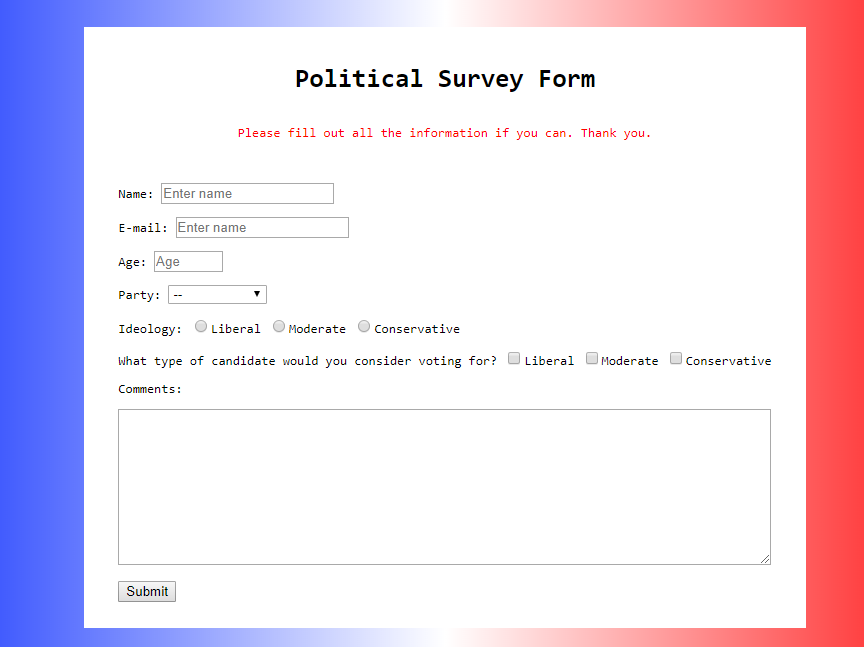 Political Survey Form
Please fill out all the information if you can. Thank you.
Name: Enter name
E-mail: Enter name
Age: Age
Party: --
Ideology: Liberal Moderate Conservative
What type of candidate would you consider voting for? Liberal Moderate Conservative
Comments:
Submit